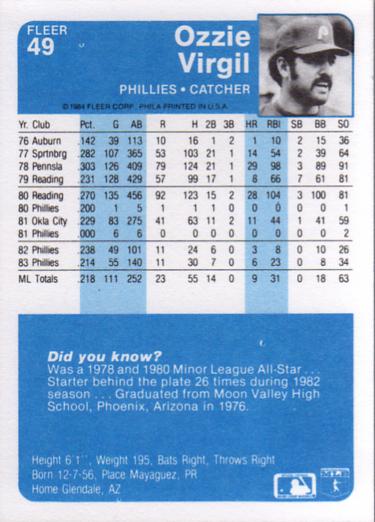 FLEER
49
Ozzie
Virgil
PHILLIES • CATCHER
© 1984 FLEER CORP., PHILA PRINTED IN U.S.A.
Yr. Club Pct. G AB R H 2B 3B HR RBI SB BB SO
76 Auburn .142 39 113 10 16 1 2 1 10 2 15 36
77 Sprtnbrg .282 107 365 53 103 21 1 14 54 2 39 64
78 Pennsla .303 126 409 79 124 21 1 29 98 3 89 91
79 Reading .231 128 429 57 99 17 1 8 66 7 61 81
80 Reading .270 135 456 92 123 15 2 28 104 3 100 81
80 Phillies .200 1 5 1 1 1 0 0 0 0 0 1
81 Okla City .229 83 275 41 63 11 2 11 44 1 41 59
81 Phillies .000 6 6 0 0 0 0 0 0 0 0 2
82 Phillies .238 49 101 11 24 6 0 3 8 0 10 26
83 Phillies .214 55 140 11 30 7 0 6 23 0 8 34
ML Totals .218 111 252 23 55 14 0 9 31 0 18 63
Did you know?
Was a 1978 and 1980 Minor League All-Star . . .
Starter behind the plate 26 times during 1982
season . . . Graduated from Moon Valley High
School, Phoenix, Arizona in 1976.
Height 6'1'', Weight 195, Bats Right, Throws Right
Born 12-7-56, Place Mayaguez, PR
Home Glendale, AZ